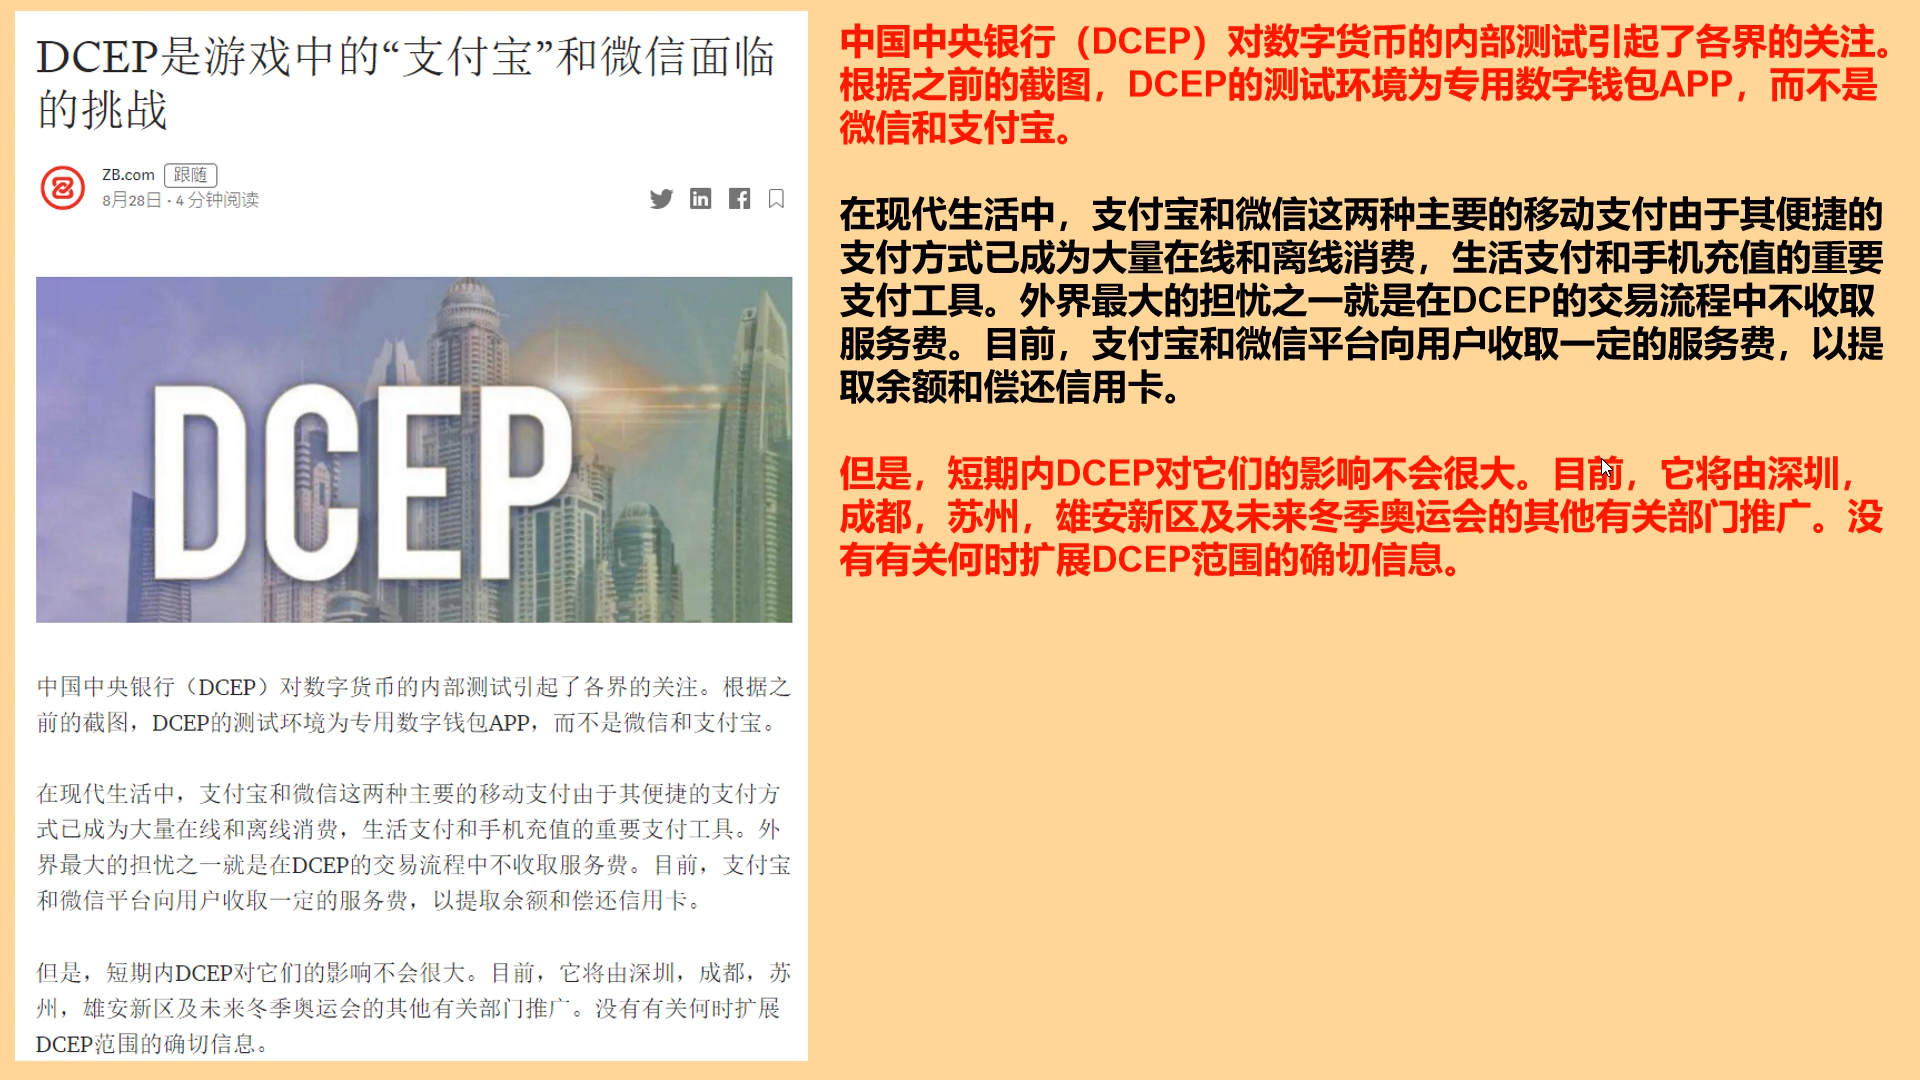 DCEP是游戏中的“支付宝”和微信面临
的挑战
ZB.com 跟随
8月28日 · 4 分钟阅读
DCEP
中国中央银行（DCEP）对数字货币的内部测试引起了各界的关注。根据之
前的截图，DCEP的测试环境为专用数字钱包APP，而不是微信和支付宝。
在现代生活中，支付宝和微信这两种主要的移动支付由于其便捷的支付方
式已成为大量在线和离线消费，生活支付和手机充值的重要支付工具。外
界最大的担忧之一就是在DCEP的交易流程中不收取服务费。目前，支付宝
和微信平台向用户收取一定的服务费，以提取余额和偿还信用卡。
但是，短期内DCEP对它们的影响不会很大。目前，它将由深圳，成都，苏
州，雄安新区及未来冬季奥运会的其他有关部门推广。没有有关何时扩展
DCEP范围的确切信息。
中国中央银行（DCEP）对数字货币的内部测试引起了各界的关注。
根据之前的截图，DCEP的测试环境为专用数字钱包APP，而不是
微信和支付宝。
在现代生活中，支付宝和微信这两种主要的移动支付由于其便捷的
支付方式已成为大量在线和离线消费，生活支付和手机充值的重要
支付工具。外界最大的担忧之一就是在DCEP的交易流程中不收取
服务费。目前，支付宝和微信平台向用户收取一定的服务费，以提
取余额和偿还信用卡。
但是，短期内DCEP对它们的影响不会很大。目前，它将由深圳，
成都，苏州，雄安新区及未来冬季奥运会的其他有关部门推广。没
有有关何时扩展DCEP范围的确切信息。